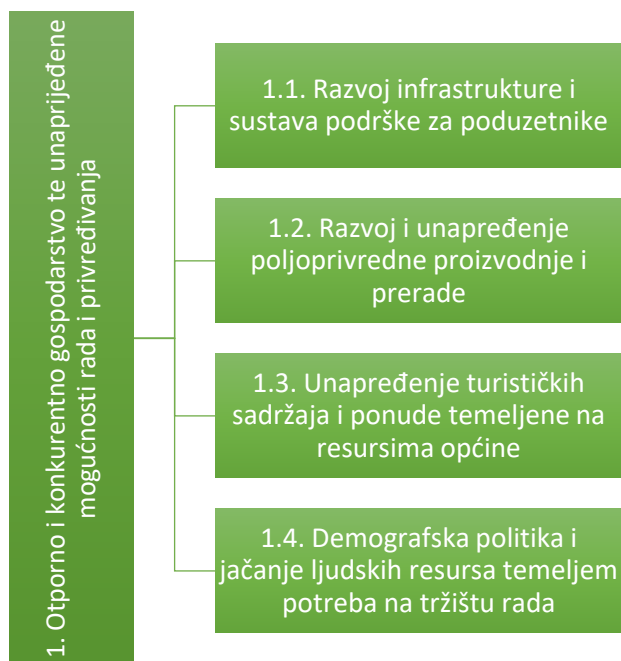 1. Otporno i konkurentno gospodarstvo te unaprijeđene
mogućnosti rada i privređivanja
1.1. Razvoj infrastrukture i
sustava podrške za poduzetnike
1.2. Razvoj i unapređenje
poljoprivredne proizvodnje i
prerade
1.3. Unapređenje turističkih
sadržaja i ponude temeljene na
resursima općine
1.4. Demografska politika i
jačanje ljudskih resursa temeljem
potreba na tržištu rada